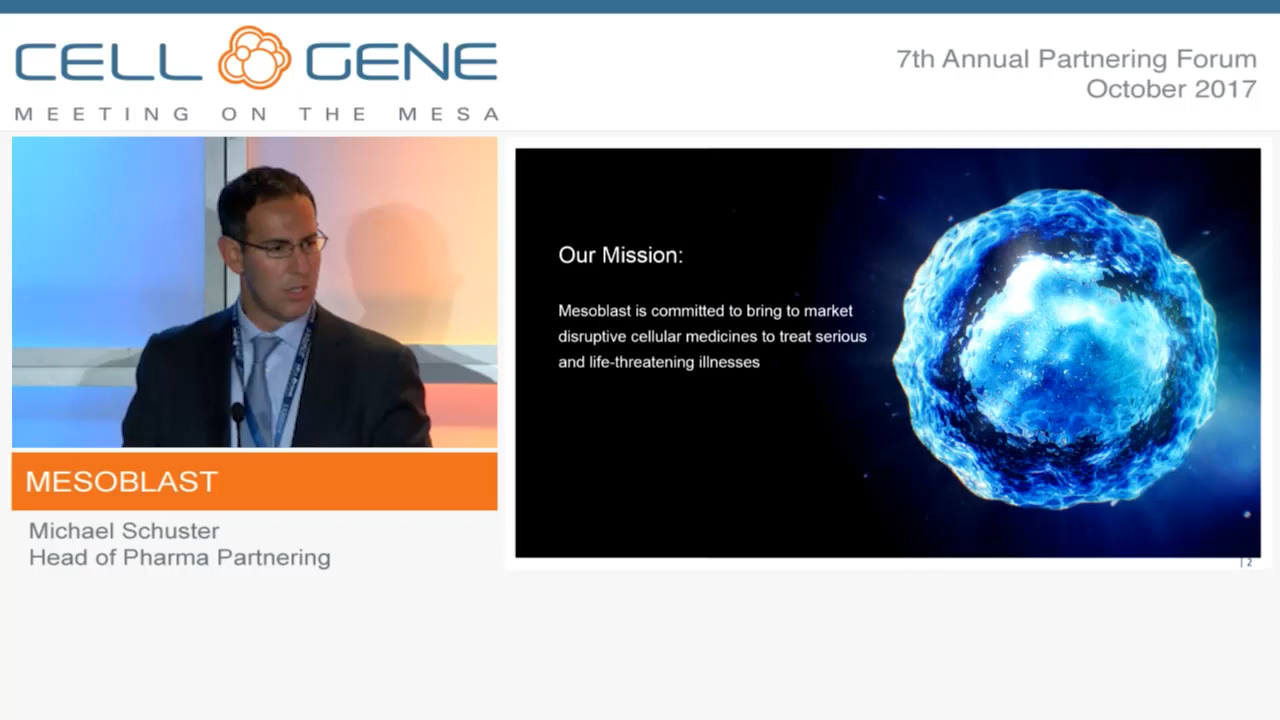 CELL GENE
MEETING ON THE MESA
7th Annual Partnering Forum
October 2017
Our Mission:
Mesoblast is committed to bring to market
disruptive cellular medicines to treat serious
and life-threatening illnesses
| 2
MESOBLAST
Michael Schuster
Head of Pharma Partnering